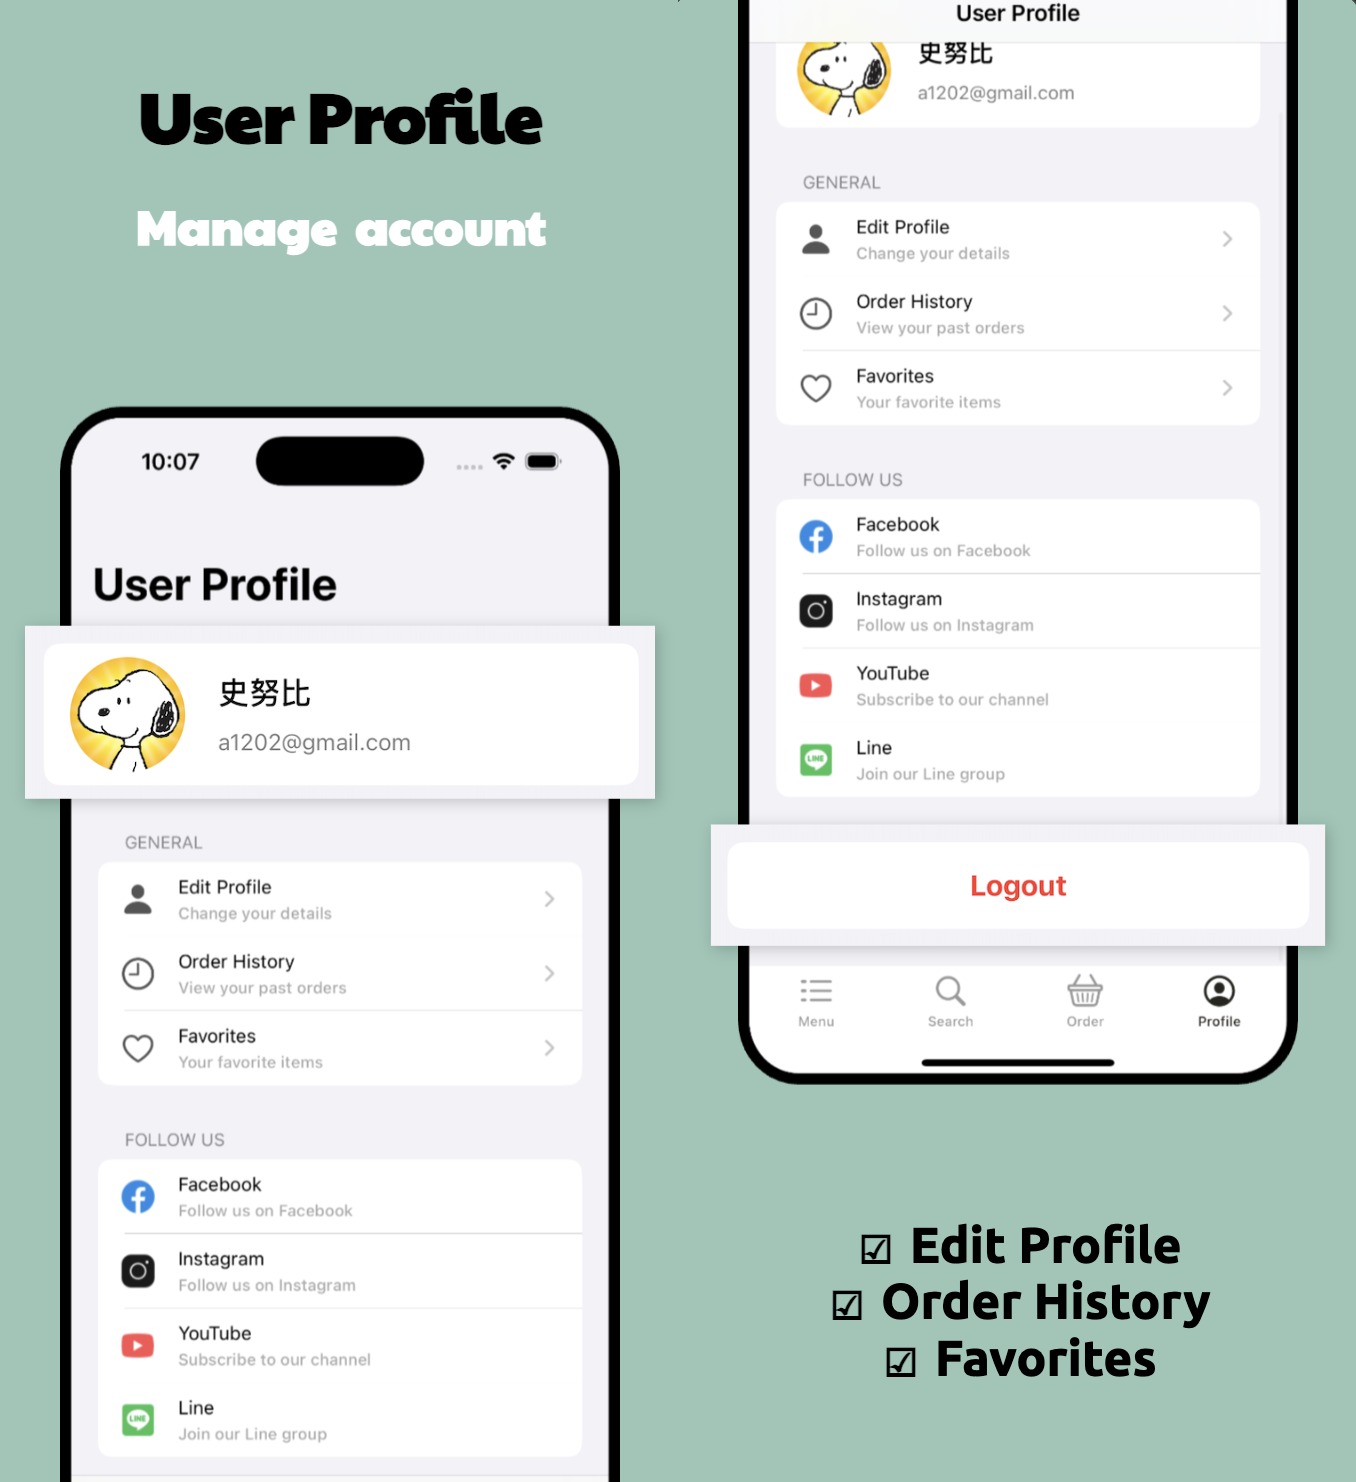 User Profile
Manage account
10:07
User Profile
史努比
a1202@gmail.com
GENERAL
Edit Profile
Change your details
Order History
View your past orders
Favorites
Your favorite items
FOLLOW US
Facebook
Follow us on Facebook
Instagram
Follow us on Instagram
YouTube
Subscribe to our channel
LINE
Line
Join our Line group
User Profile
史努比
a1202@gmail.com
GENERAL
Edit Profile
Change your details
Order History
View your past orders
Favorites
Your favorite items
FOLLOW US
Facebook
Follow us on Facebook
Instagram
Follow us on Instagram
YouTube
Subscribe to our channel
LINE
Line
Join our Line group
Logout
Menu
Search
Order
Profile
☑ Edit Profile
☑ Order History
☑ Favorites